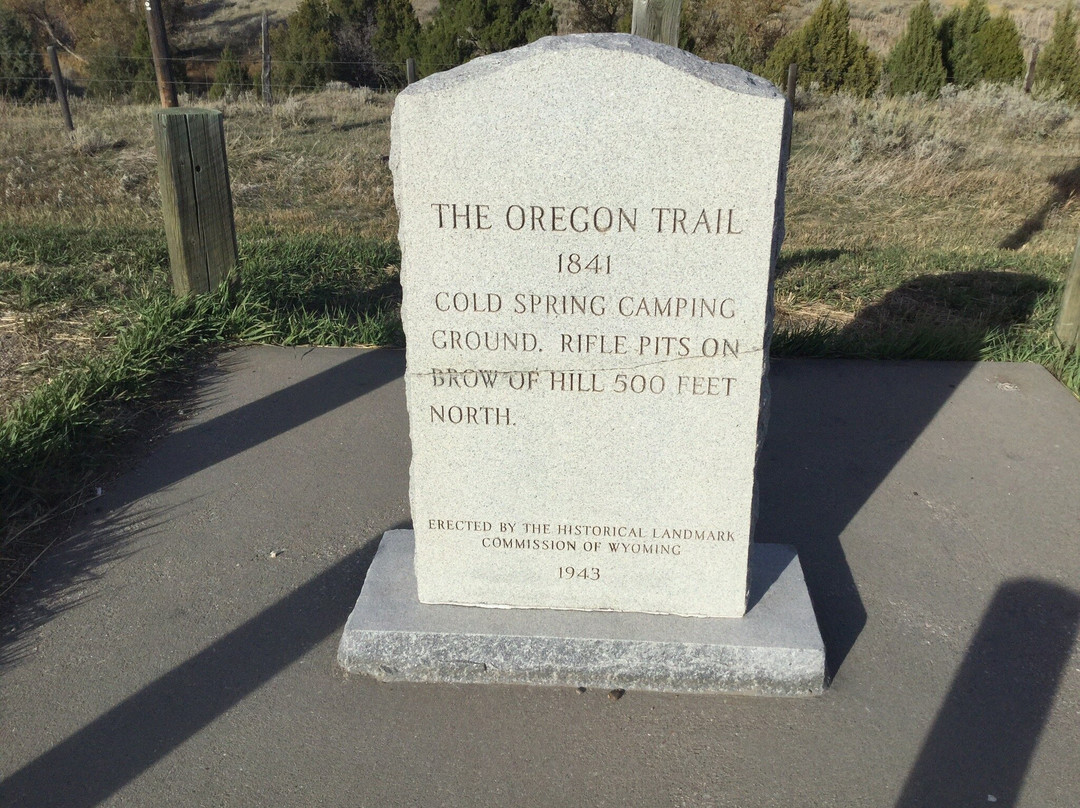 THE OREGON TRAIL
1841
COLD SPRING CAMPING
GROUND. RIFLE PITS ON
BROW OF HILL 500 FEET
NORTH.
ERECTED BY THE HISTORICAL LANDMARK
COMMISSION OF WYOMING
1943